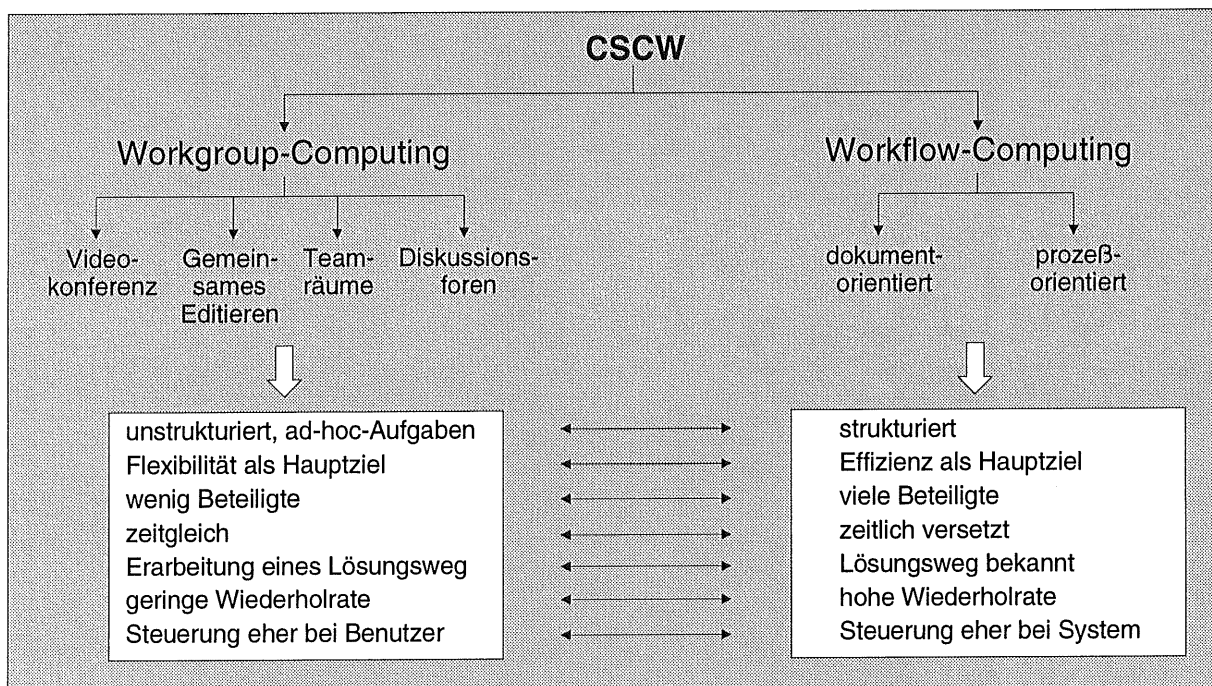 CSCW
Workgroup-Computing
Workflow-Computing
Video-
konferenz
Gemein-
sames
Editieren
Team-
räume
Diskussions-
foren
dokument-
orientiert
prozeß-
orientiert
unstrukturiert, ad-hoc-Aufgaben
Flexibilität als Hauptziel
wenig Beteiligte
zeitgleich
Erarbeitung eines Lösungsweg
geringe Wiederholrate
Steuerung eher bei Benutzer
strukturiert
Effizienz als Hauptziel
viele Beteiligte
zeitlich versetzt
Lösungsweg bekannt
hohe Wiederholrate
Steuerung eher bei System